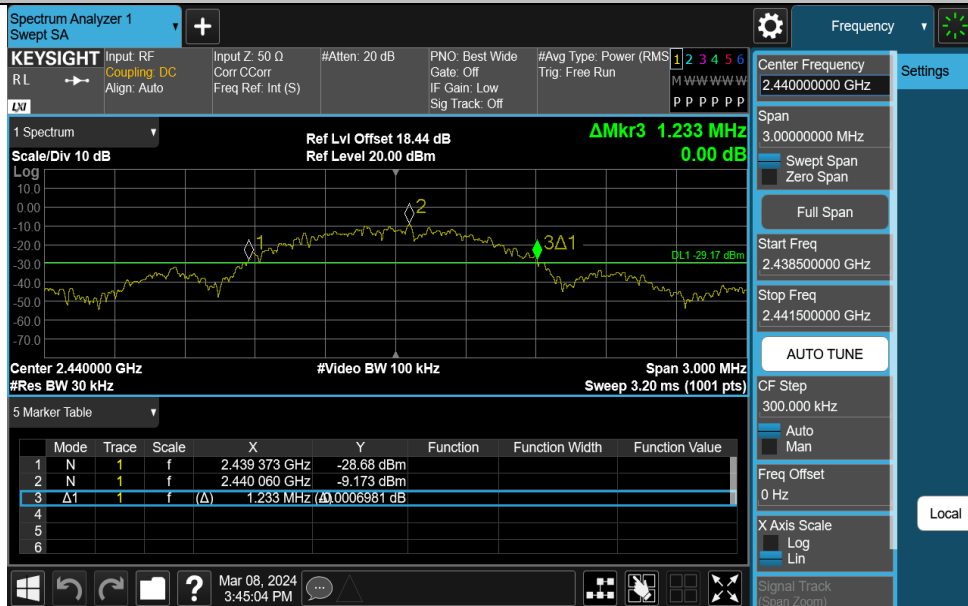 Spectrum Analyzer 1
Swept SA
+
Frequency
KEYSIGHT
RL
LXI
Input: RF
Coupling: DC
Align: Auto
Input Z: 50 Ω
Corr CCorr
Freq Ref: Int (S)
#Atten: 20 dB
PNO: Best Wide
Gate: Off
IF Gain: Low
Sig Track: Off
#Avg Type: Power (RMS
Trig: Free Run
1 2 3 4 5 6
M W W W W W
P P P P P P
1 Spectrum
Scale/Div 10 dB
Ref Lvl Offset 18.44 dB
Ref Level 20.00 dBm
ΔMkr3 1.233 MHz
0.00 dB
Log
10.0
0.00
-10.0
-20.0
-30.0
-40.0
-50.0
-60.0
-70.0
1
2
3Δ1
DL1 -29.17 dBm
Center 2.440000 GHz
#Video BW 100 kHz
Span 3.000 MHz
#Res BW 30 kHz
Sweep 3.20 ms (1001 pts)
5 Marker Table
Mode Trace Scale X Y Function Function Width Function Value
1 N 1 f 2.439 373 GHz -28.68 dBm
2 N 1 f 2.440 060 GHz -9.173 dBm
3 Δ1 1 f (Δ) 1.233 MHz (Δ) 0.0006981 dB
4
5
6
?
Mar 08, 2024
3:45:04 PM
Center Frequency
2.440000000 GHz
Settings
Span
3.00000000 MHz
Swept Span
Zero Span
Full Span
Start Freq
2.438500000 GHz
Stop Freq
2.441500000 GHz
AUTO TUNE
CF Step
300.000 kHz
Auto
Man
Freq Offset
0 Hz
Local
X Axis Scale
Log
Lin
Signal Track
(Span Zoom)